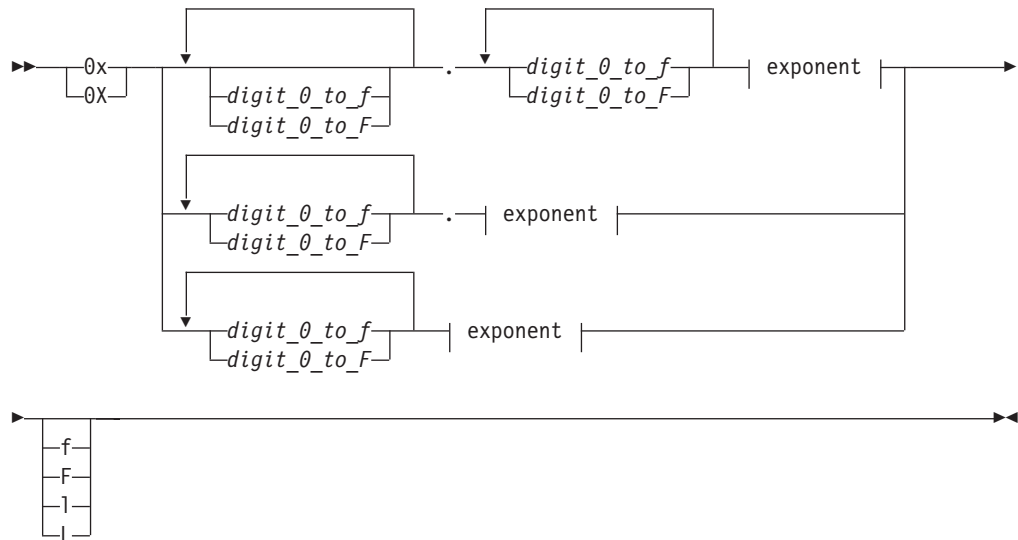 0x . digit_0_to_f exponent
0X digit_0_to_f digit_0_to_F
digit_0_to_F
digit_0_to_f . exponent
digit_0_to_F
digit_0_to_f exponent
digit_0_to_F
f
F
l
L